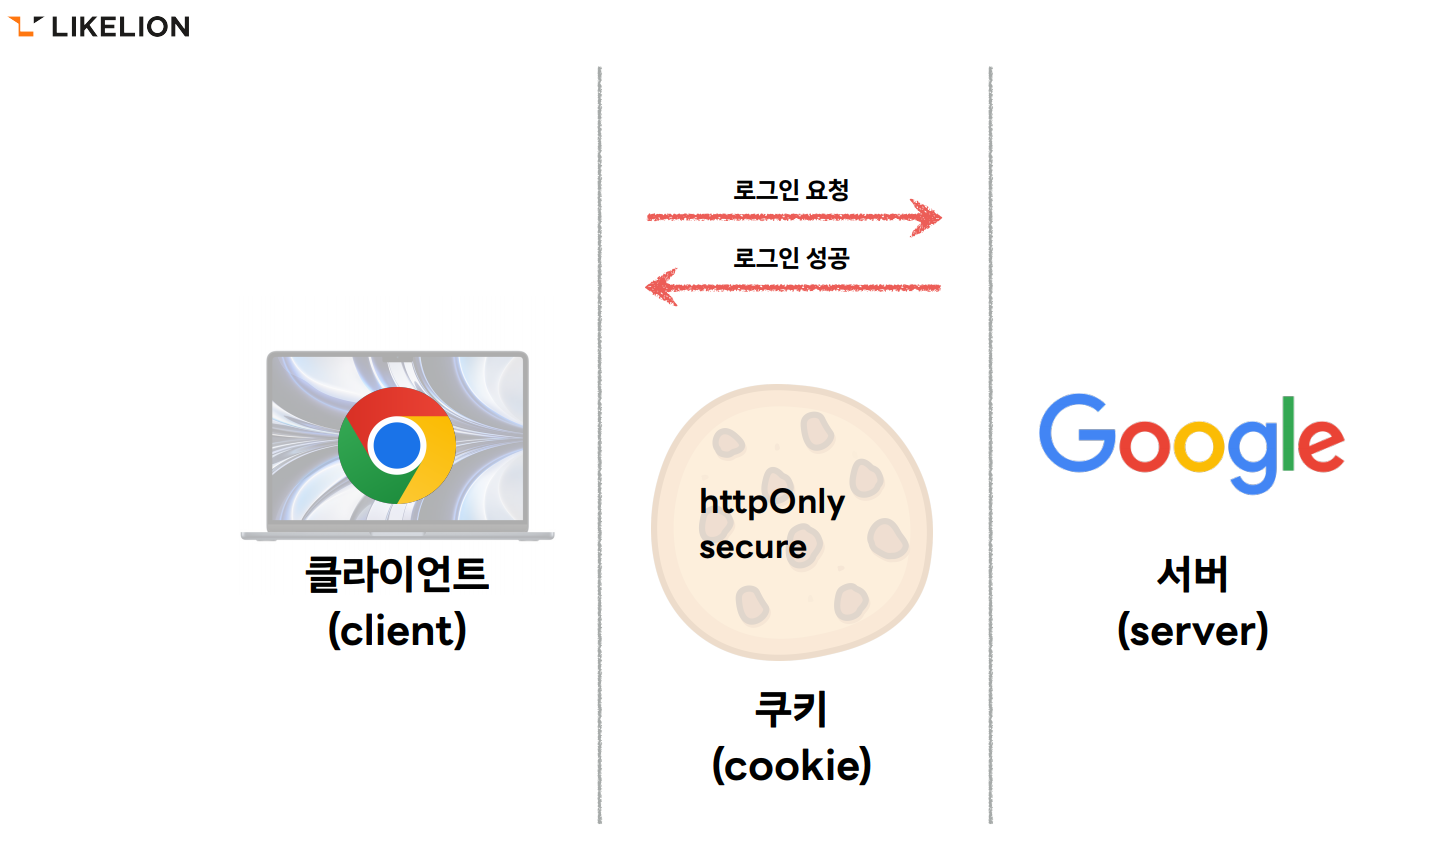 LIKELION
로그인 요청
로그인 성공
httpOnly
secure
Google
클라이언트
(client)
서버
(server)
쿠키
(cookie)